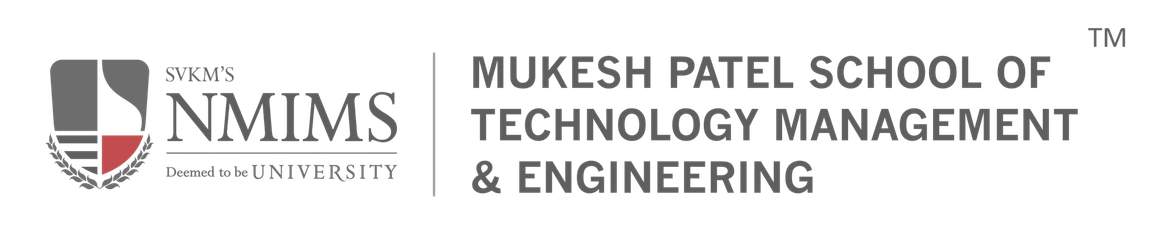 SVKM'S
NMIMS
Deemed to be UNIVERSITY
MUKESH PATEL SCHOOL OF
TECHNOLOGY MANAGEMENT
& ENGINEERING
TM